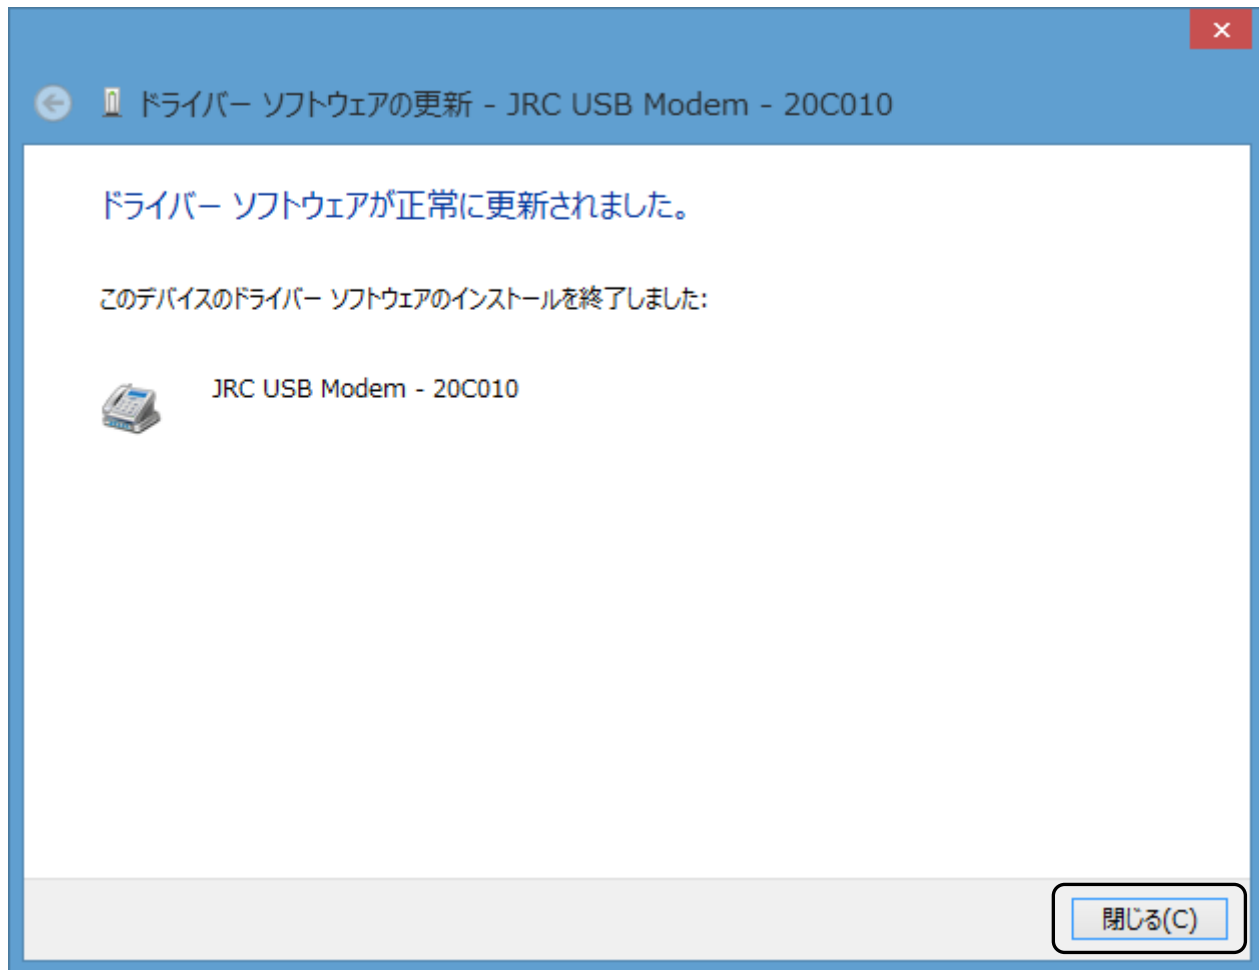 ドライバー ソフトウェアの更新 - JRC USB Modem - 20C010
ドライバー ソフトウェアが正常に更新されました。
このデバイスのドライバー ソフトウェアのインストールを終了しました:
JRC USB Modem - 20C010
閉じる(C)